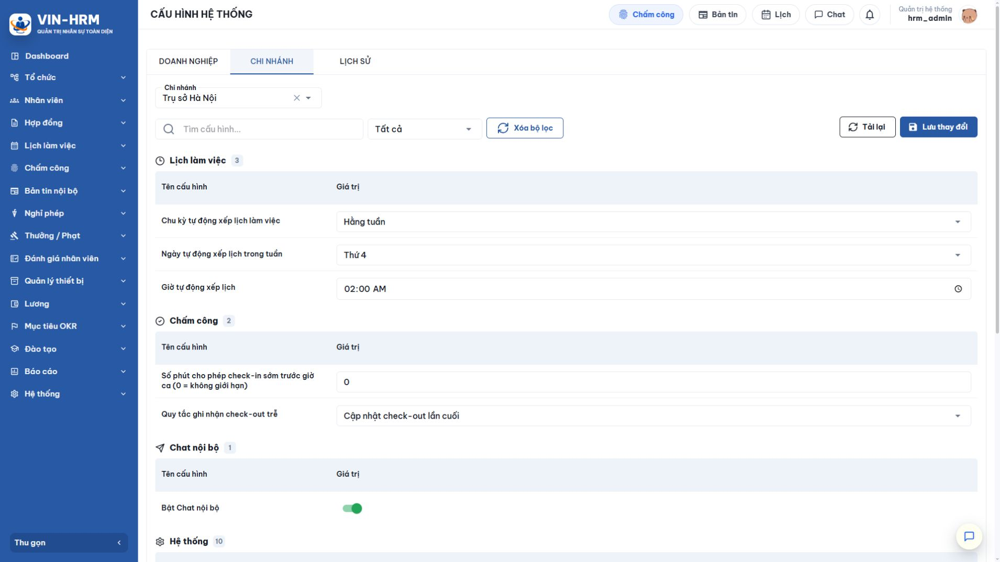 VIN-HRM
QUẢN TRỊ NHÂN SỰ TOÀN DIỆN
Dashboard
Tổ chức
Nhân viên
Hợp đồng
Lịch làm việc
Chấm công
Bản tin nội bộ
Nghỉ phép
Thưởng / Phạt
Đánh giá nhân viên
Quản lý thiết bị
Lương
Mục tiêu OKR
Đào tạo
Báo cáo
Hệ thống
Thu gọn
CẤU HÌNH HỆ THỐNG
Chấm công
Bản tin
Lịch
Chat
Quản trị hệ thống
hrm_admin
DOANH NGHIỆP
CHI NHÁNH
LỊCH SỬ
Chi nhánh
Trụ sở Hà Nội
Tìm cấu hình...
Tất cả
Xóa bộ lọc
Tải lại
Lưu thay đổi
Lịch làm việc 3
Tên cấu hình
Giá trị
Chu kỳ tự động xếp lịch làm việc
Hằng tuần
Ngày tự động xếp lịch trong tuần
Thứ 4
Giờ tự động xếp lịch
02:00 AM
Chấm công 2
Tên cấu hình
Giá trị
Số phút cho phép check-in sớm trước giờ
ca (0 = không giới hạn)
0
Quy tắc ghi nhận check-out trễ
Cập nhật check-out lần cuối
Chat nội bộ 1
Tên cấu hình
Giá trị
Bật Chat nội bộ
Hệ thống 10